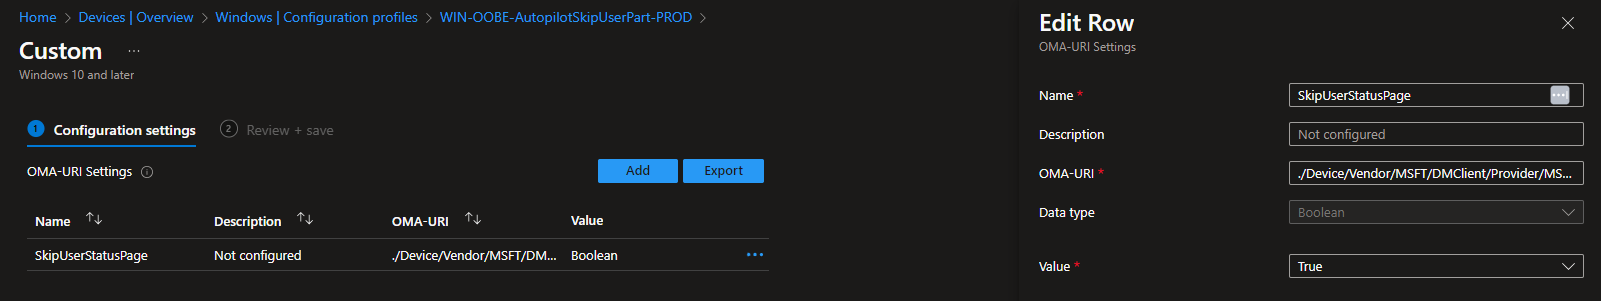 Home > Devices | Overview > Windows | Configuration profiles > WIN-OOBE-AutopilotSkipUserPart-PROD >
Custom ...
Windows 10 and later
1 Configuration settings 2 Review + save
OMA-URI Settings
Add Export
Name Description OMA-URI Value
SkipUserStatusPage Not configured ./Device/Vendor/MSFT/DM... Boolean ...
Edit Row
OMA-URI Settings
Name * SkipUserStatusPage
Description Not configured
OMA-URI * ./Device/Vendor/MSFT/DMClient/Provider/MS...
Data type Boolean
Value * True